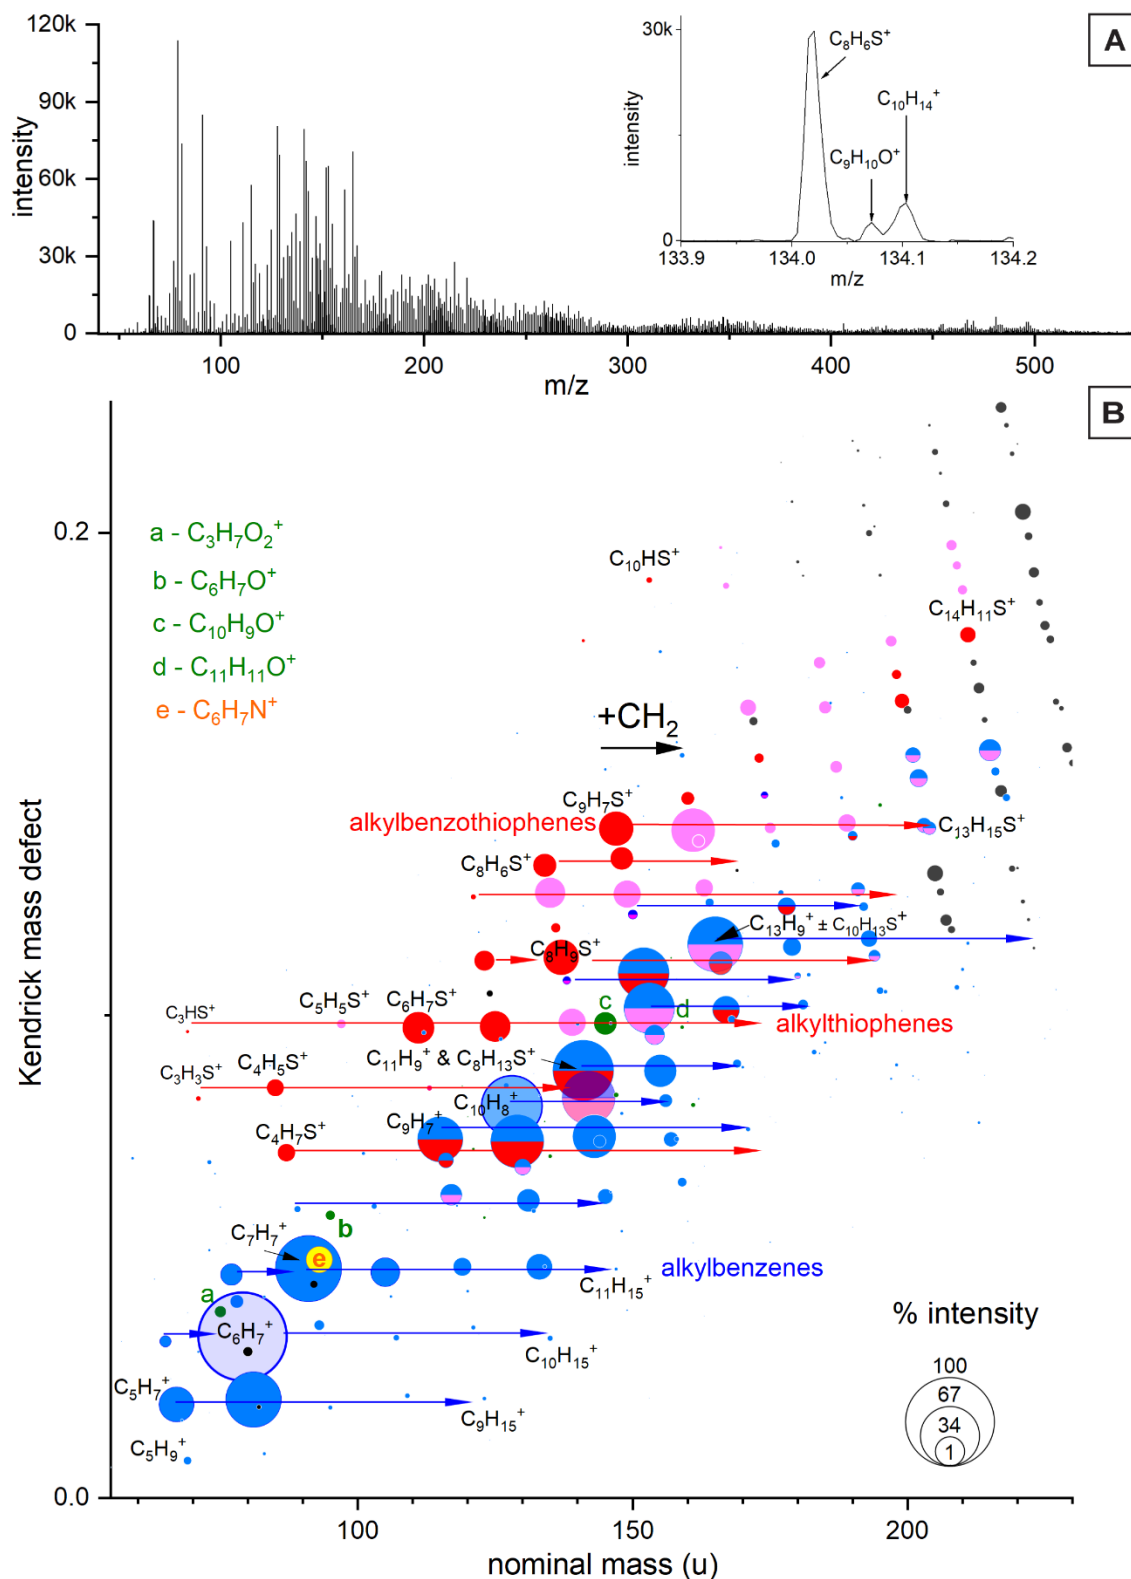 A
120k
90k
60k
30k
0
intensity
100
200
300
400
500
m/z
30k
0
intensity
C₈H₆S⁺
C₁₀H₁₄⁺
C₉H₁₀O⁺
133.9
134.0
134.1
134.2
m/z
B
0.2
0.0
Kendrick mass defect
a - C₃H₇O₂⁺
b - C₆H₇O⁺
c - C₁₀H₉O⁺
d - C₁₁H₁₁O⁺
e - C₆H₇N⁺
C₁₀HS⁺
C₁₄H₁₁S⁺
+CH₂
C₉H₇S⁺
alkylbenzothiophenes
C₁₃H₁₅S⁺
C₈H₆S⁺
C₁₃H₉⁺ ± C₁₀H₁₃S⁺
C₈H₉S⁺
C₅H₅S⁺
C₆H₇S⁺
c
d
C₃HS⁺
alkylthiophenes
C₁₁H₉⁺ & C₈H₁₃S⁺
C₃H₃S⁺
C₄H₅S⁺
C₁₀H₈⁺
C₉H₇⁺
C₄H₇S⁺
b
C₇H₇⁺
e
alkylbenzenes
C₁₁H₁₅⁺
a
C₆H₇⁺
C₁₀H₁₅⁺
C₅H₇⁺
C₉H₁₅⁺
C₅H₉⁺
% intensity
100
67
34
1
100
150
200
nominal mass (u)